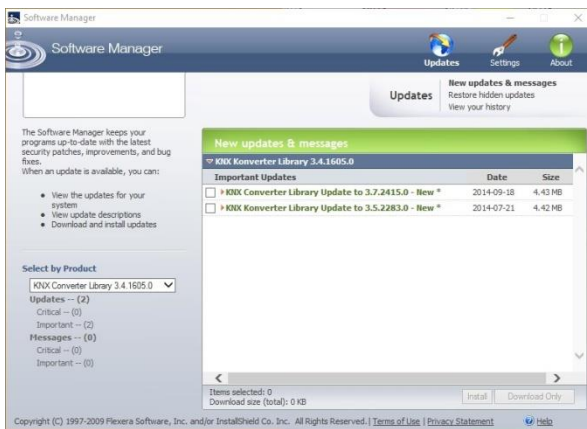 Software Manager
Software Manager
Updates
Settings
About
Updates
New updates & messages
Restore hidden updates
View your history
The Software Manager keeps your
programs up-to-date with the latest
security patches, improvements, and bug
fixes.
When an update is available, you can:
View the updates for your
system
View update descriptions
Download and install updates
Select by Product
KNX Converter Library 3.4.1605.0
Updates -- (2)
Critical -- (0)
Important -- (2)
Messages -- (0)
Critical -- (0)
Important -- (0)
New updates & messages
KNX Konverter Library 3.4.1605.0
Important Updates Date Size
KNX Converter Library Update to 3.7.2415.0 - New * 2014-09-18 4.43 MB
KNX Konverter Library Update to 3.5.2283.0 - New * 2014-07-21 4.42 MB
Items selected: 0
Download size (total): 0 KB
Install
Download Only
Copyright (C) 1997-2009 Flexera Software, Inc. and/or InstallShield Co. Inc. All Rights Reserved. | Terms of Use | Privacy Statement
Help